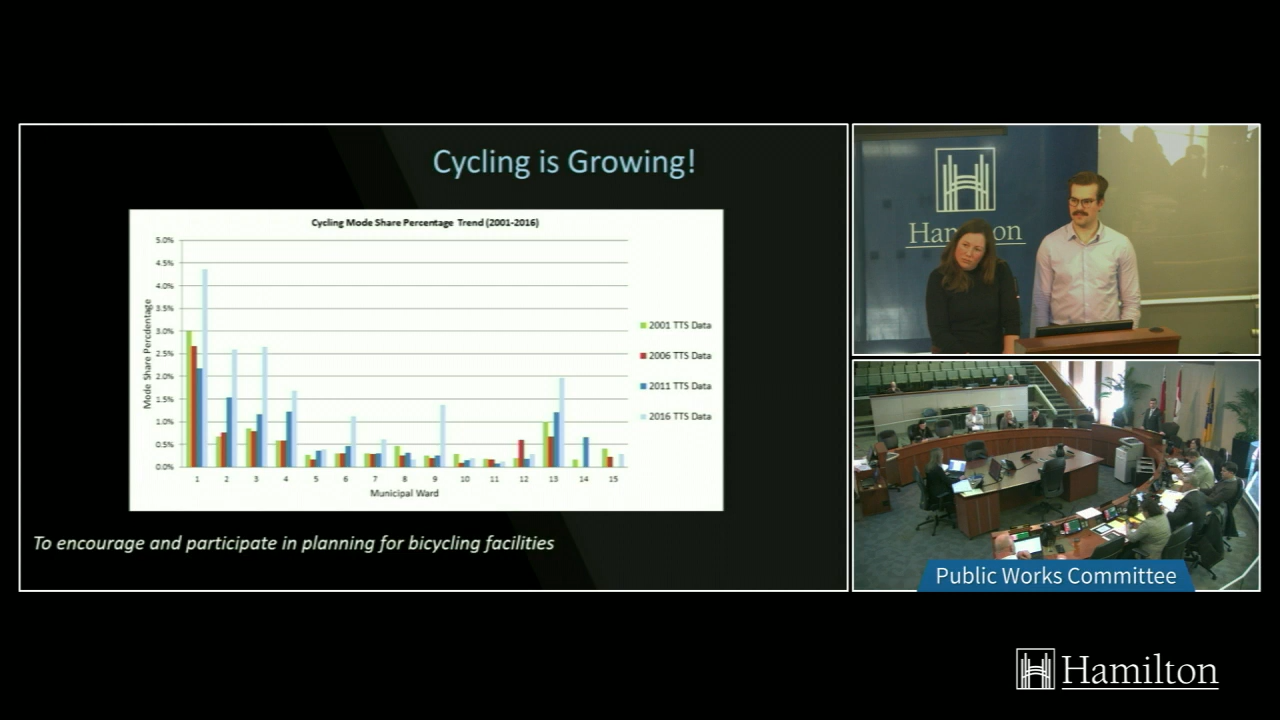 Cycling is Growing!
Cycling Mode Share Percentage Trend (2001-2016)
5.0%
4.5%
4.0%
3.5%
3.0%
2.5%
2.0%
1.5%
1.0%
0.5%
0.0%
Mode Share Percdentage
1 2 3 4 5 6 7 8 9 10 11 12 13 14 15
Municipal Ward
2001 TTS Data
2006 TTS Data
2011 TTS Data
2016 TTS Data
To encourage and participate in planning for bicycling facilities
Hamilton
Public Works Committee
Hamilton